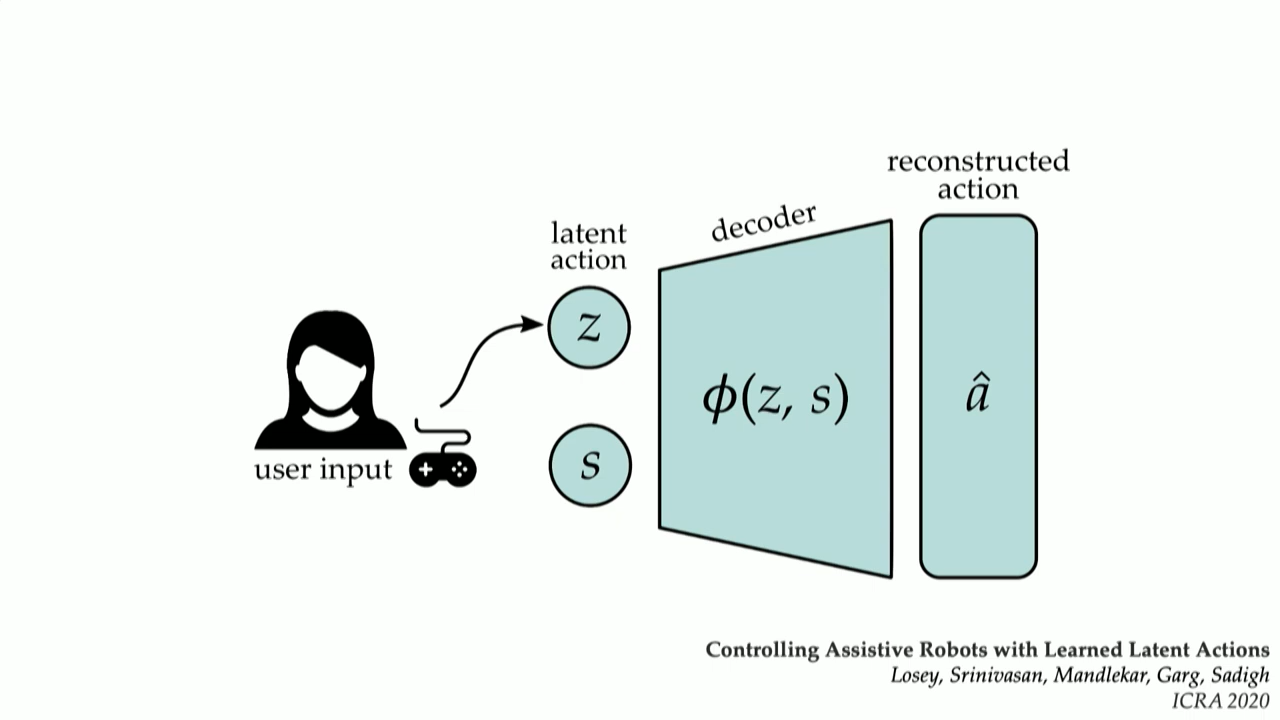 reconstructed
action
decoder
latent
action
z
ϕ(z, s)
â
s
user input
Controlling Assistive Robots with Learned Latent Actions
Losey, Srinivasan, Mandlekar, Garg, Sadigh
ICRA 2020